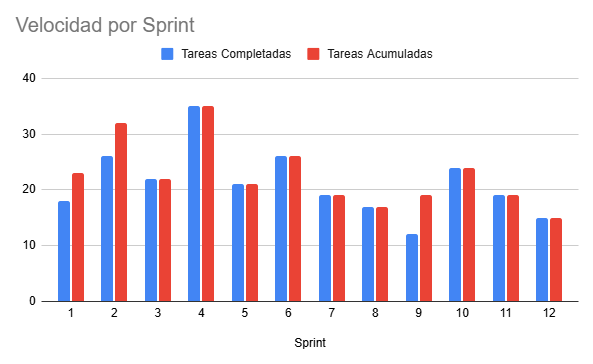 Velocidad por Sprint
Tareas Completadas Tareas Acumuladas
40
30
20
10
0
1 2 3 4 5 6 7 8 9 10 11 12
Sprint